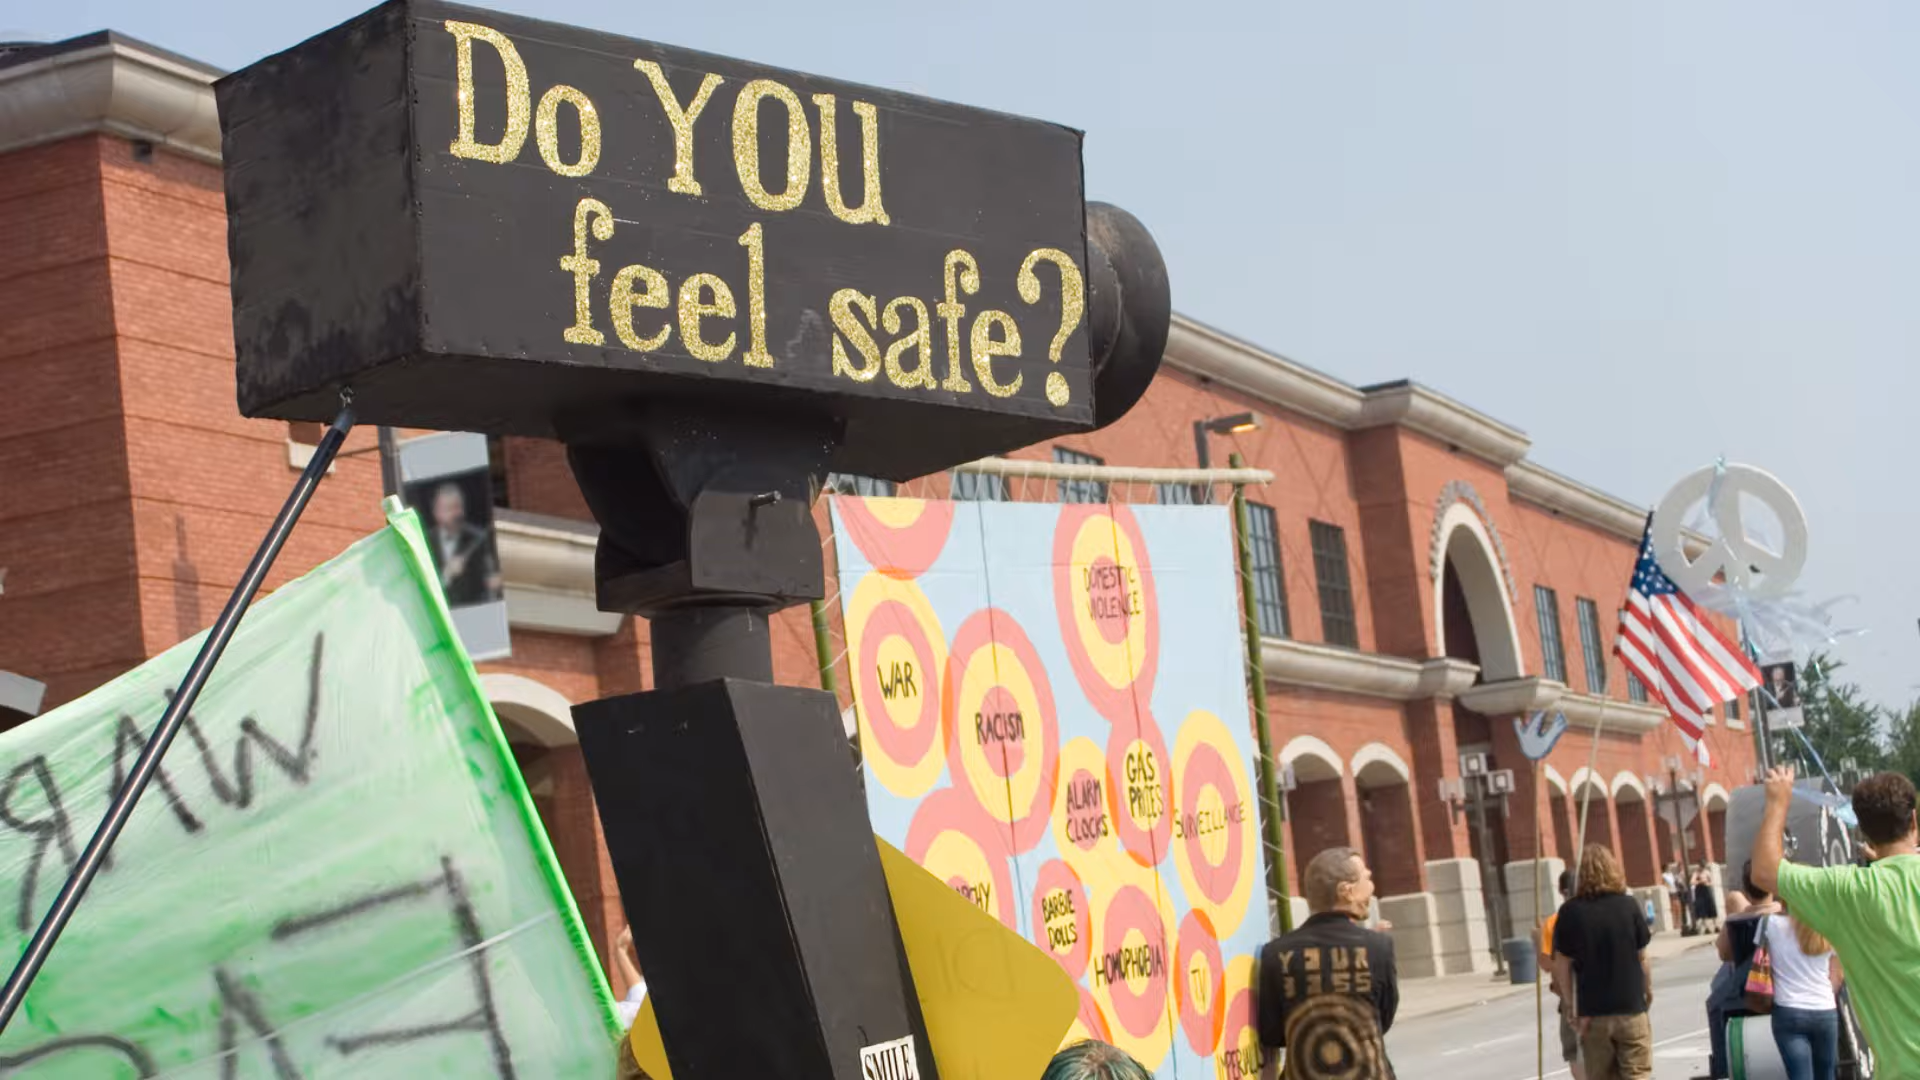 Do YOU
feel safe?
WAR
DOMESTIC
VIOLENCE
WAR
RACISM
GAS
PRICES
ALARM
CLOCKS
SURVEILLANCE
BARBIE
DOLLS
HOMOPHOBIA
TV
YOUR
SMILE